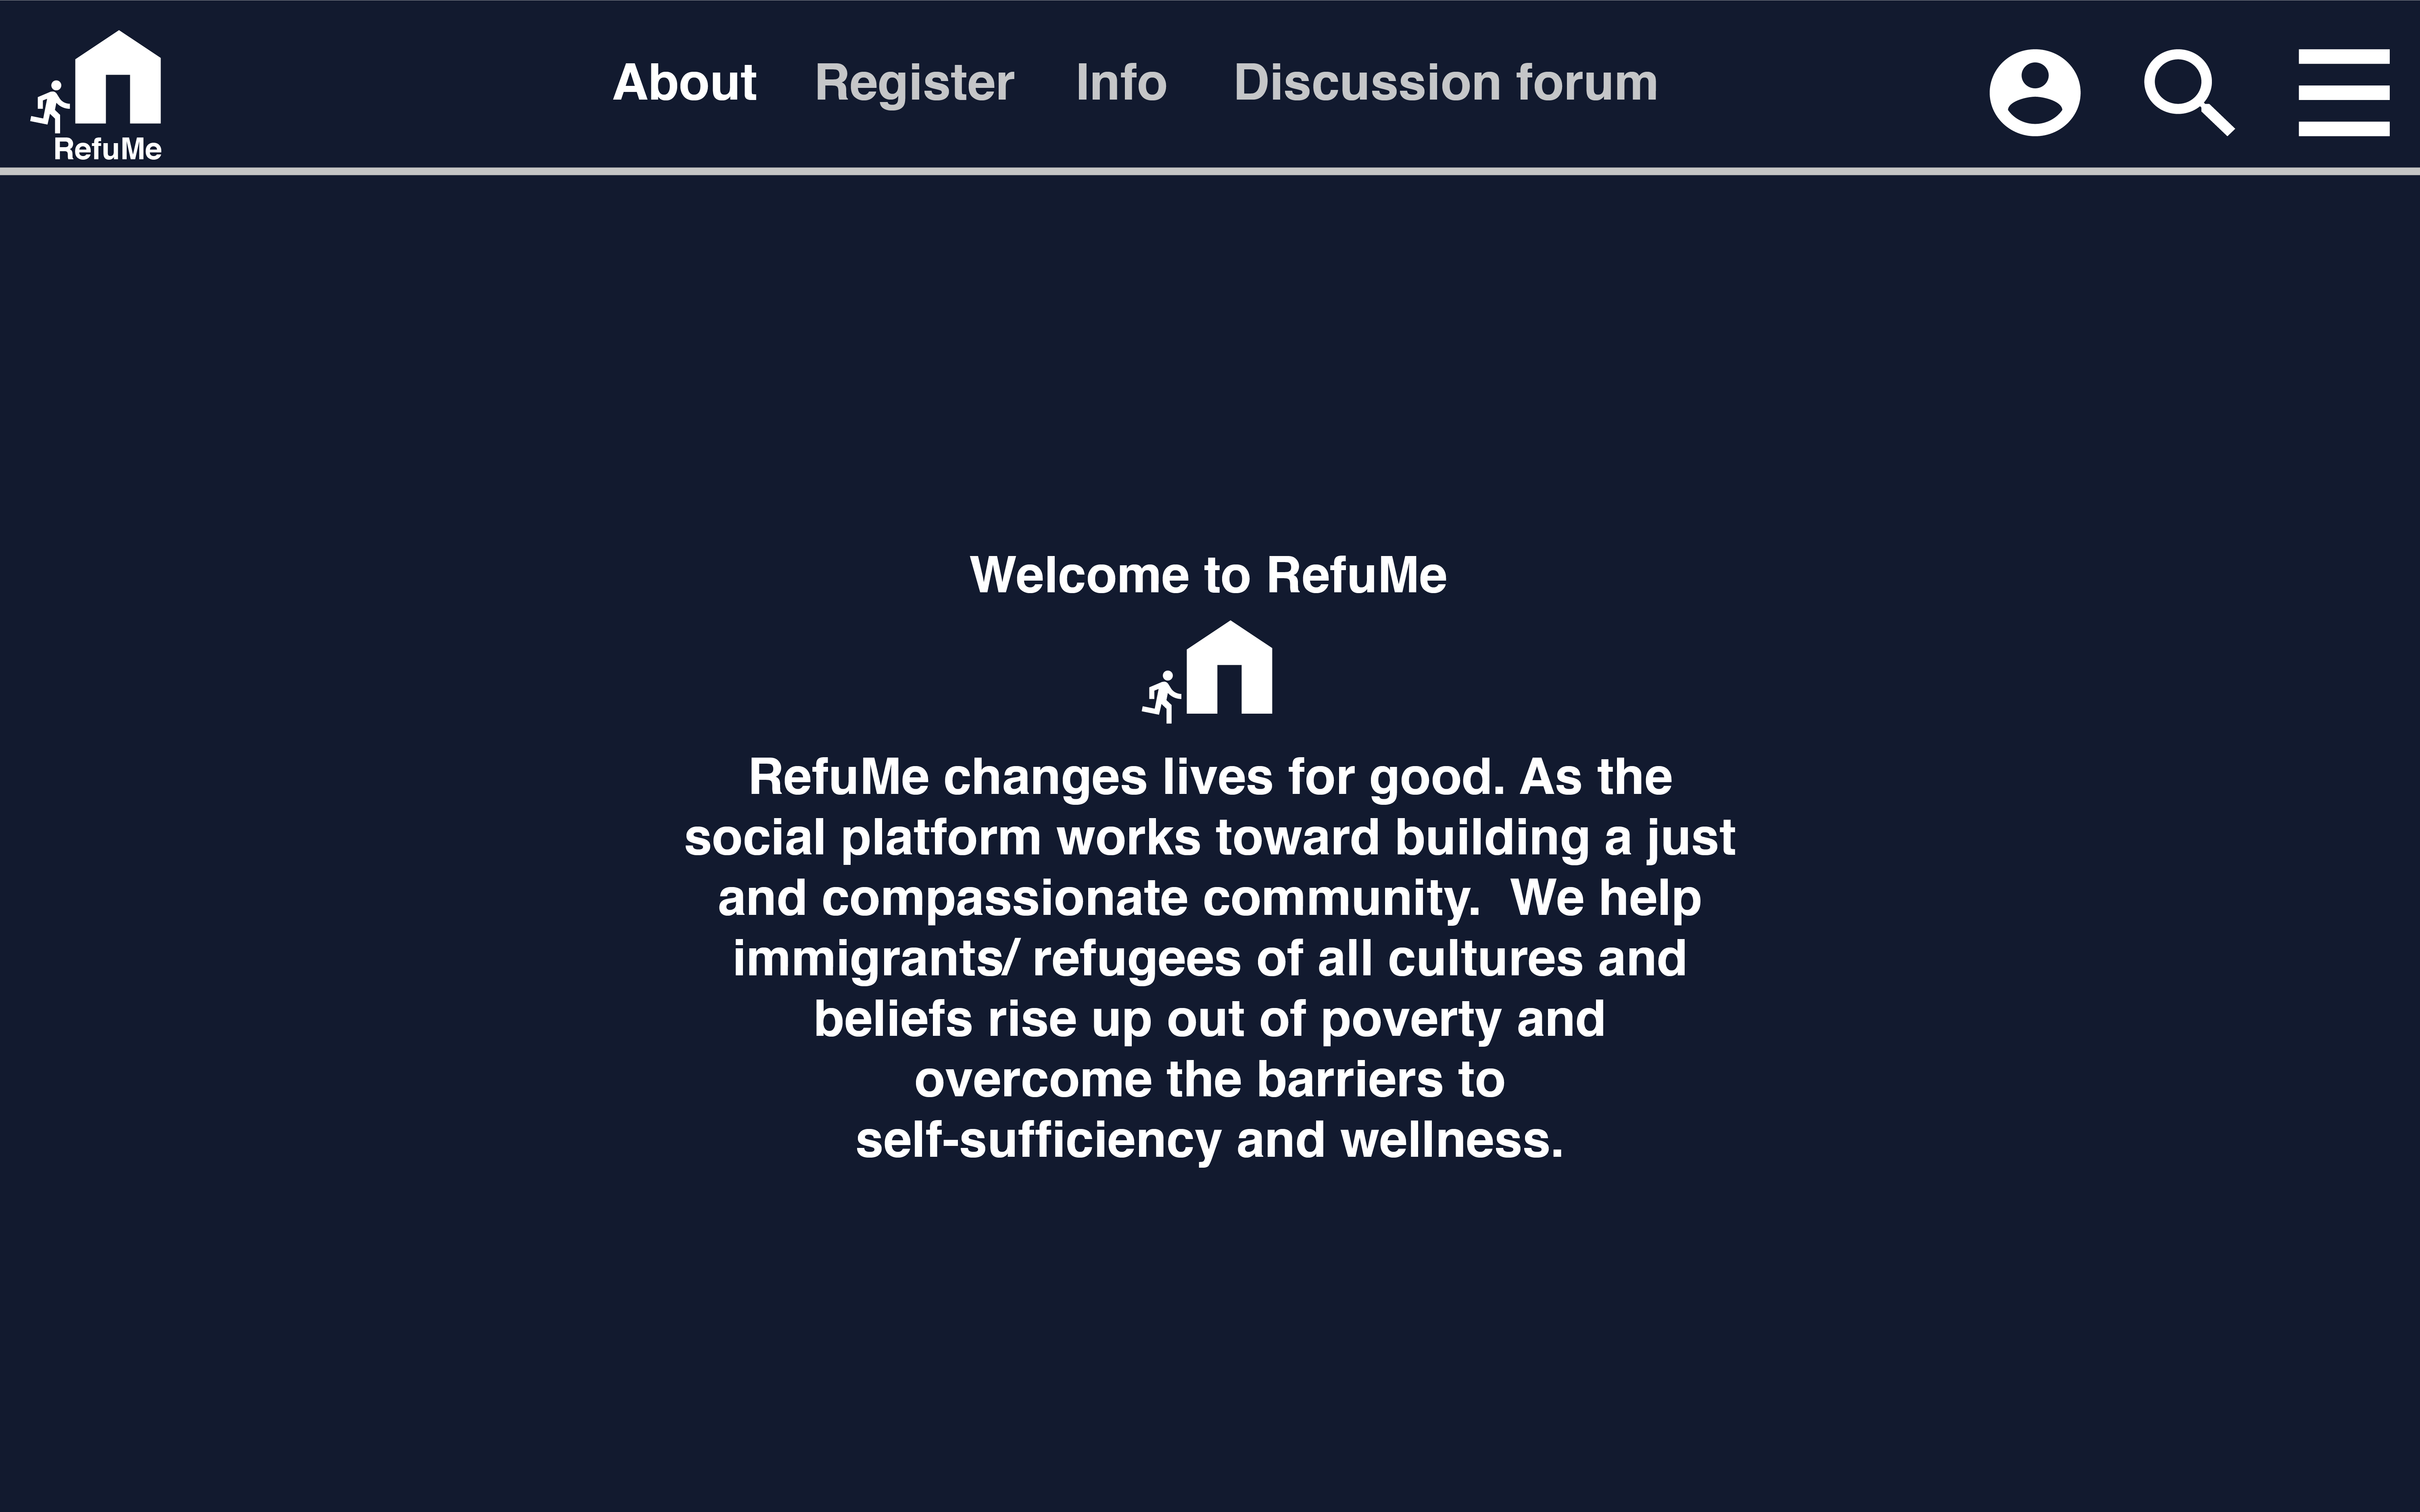 RefuMe
About Register Info Discussion forum
Welcome to RefuMe
RefuMe changes lives for good. As the
social platform works toward building a just
and compassionate community.  We help
immigrants/ refugees of all cultures and
beliefs rise up out of poverty and
overcome the barriers to
self-sufficiency and wellness.